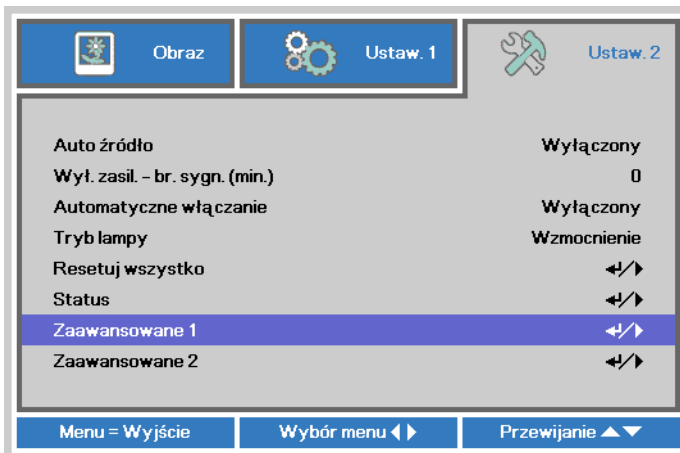 Obraz Ustaw. 1 Ustaw. 2
Auto źródło Wyłączony
Wył. zasil. – br. sygn. (min.) 0
Automatyczne włączanie Wyłączony
Tryb lampy Wzmocnienie
Resetuj wszystko ↵/▶
Status ↵/▶
Zaawansowane 1 ↵/▶
Zaawansowane 2 ↵/▶
Menu = Wyjście Wybór menu ◀▶ Przewijanie ▲▼